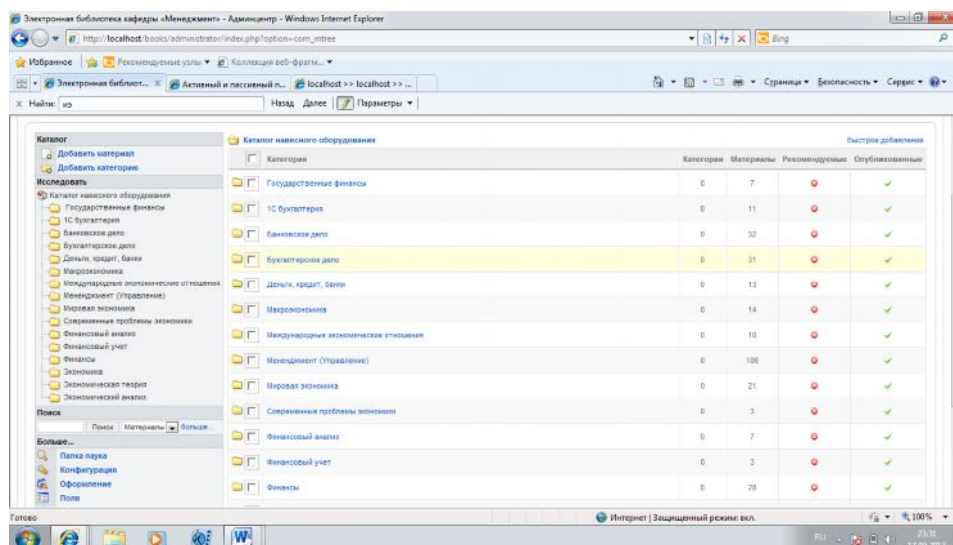 Электронная библиотека кафедры «Менеджмент» - Админцентр - Windows Internet Explorer
http://localhost/books/administrator/index.php?option=com_mtree
Bing
Избранное Рекомендуемые узлы Коллекция веб-фрагм...
Электронная библиот... Активный и пассивный п... localhost >> localhost >> ... Страница Безопасность Сервис
Найти: из Назад Далее Параметры
Каталог
Добавить материал
Добавить категорию
Исследовать
Каталог навесного оборудования
Государственные финансы
1С бухгалтерия
Банковское дело
Бухгалтерское дело
Деньги, кредит, банки
Макроэкономика
Международные экономические отношения
Менеджмент (Управление)
Мировая экономика
Современные проблемы экономики
Финансовый анализ
Финансовый учет
Финансы
Экономика
Экономическая теория
Экономический анализ
Поиск
Поиск Материалы больше...
Больше...
Папка паука
Конфигурация
Оформление
Поля
Каталог навесного оборудования Быстрое добавление
Категории Категории Материалы Рекомендуемые Опубликованные
Государственные финансы 0 7
1С бухгалтерия 0 11
Банковское дело 0 32
Бухгалтерское дело 0 31
Деньги, кредит, банки 0 13
Макроэкономика 0 14
Международные экономические отношения 0 10
Менеджмент (Управление) 0 106
Мировая экономика 0 21
Современные проблемы экономики 0 3
Финансовый анализ 0 7
Финансовый учет 0 3
Финансы 0 28
Готово Интернет | Защищенный режим: вкл. 100%
RU 23:31